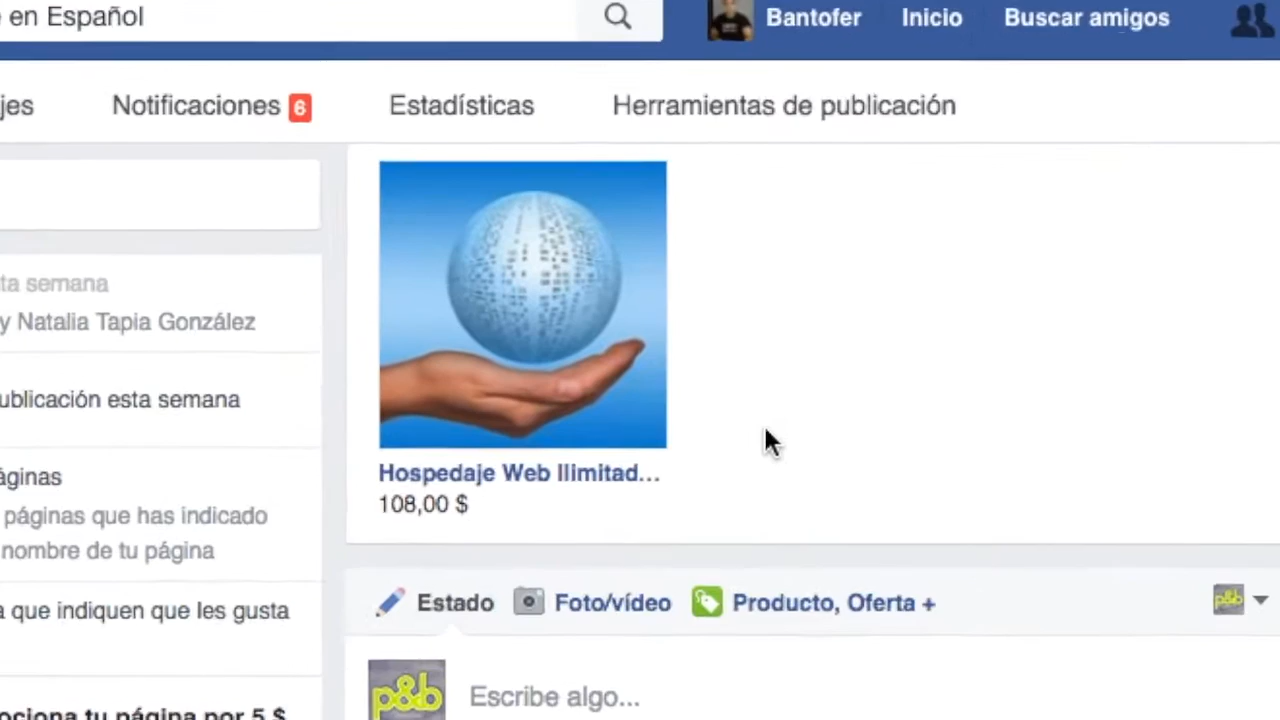 e en Español
Bantofer Inicio Buscar amigos
jes Notificaciones 6 Estadísticas Herramientas de publicación
ta semana
y Natalia Tapia González
ublicación esta semana
áginas
páginas que has indicado
nombre de tu página
a que indiquen que les gusta
ociona tu página por 5 $
Hospedaje Web Ilimitad...
108,00 $
Estado Foto/vídeo Producto, Oferta +
p&b
p&b
Escribe algo...